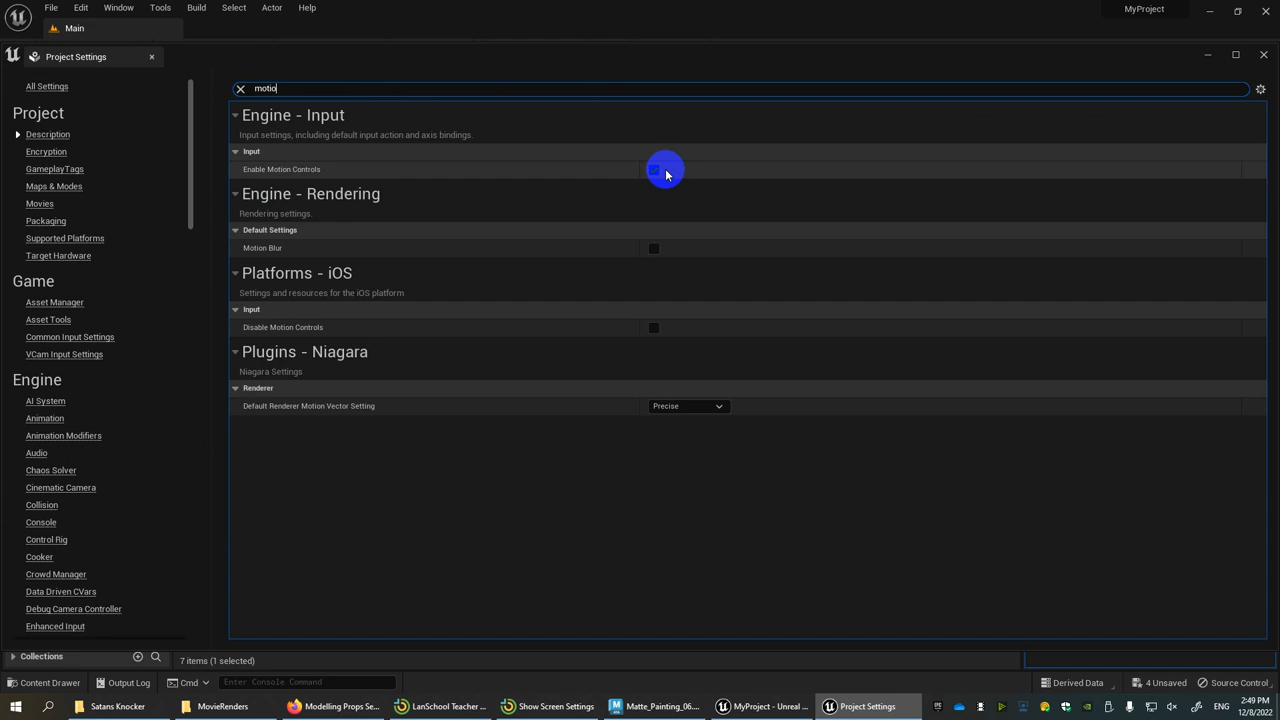 File Edit Window Tools Build Select Actor Help
MyProject
Main
Project Settings
All Settings
Project
Description
Encryption
GameplayTags
Maps & Modes
Movies
Packaging
Supported Platforms
Target Hardware
Game
Asset Manager
Asset Tools
Common Input Settings
VCam Input Settings
Engine
AI System
Animation
Animation Modifiers
Audio
Chaos Solver
Cinematic Camera
Collision
Console
Control Rig
Cooker
Crowd Manager
Data Driven CVars
Debug Camera Controller
Enhanced Input
motio
Engine - Input
Input settings, including default input action and axis bindings.
Input
Enable Motion Controls
Engine - Rendering
Rendering settings.
Default Settings
Motion Blur
Platforms - iOS
Settings and resources for the iOS platform
Input
Disable Motion Controls
Plugins - Niagara
Niagara Settings
Renderer
Default Renderer Motion Vector Setting
Precise
Collections
7 items (1 selected)
Content Drawer Output Log Cmd Enter Console Command
Derived Data 4 Unsaved Source Control
Satans Knocker MovieRenders Modelling Props Se... LanSchool Teacher ... Show Screen Settings Matte_Painting_06.... MyProject - Unreal ... Project Settings
ENG
2:49 PM
12/8/2022